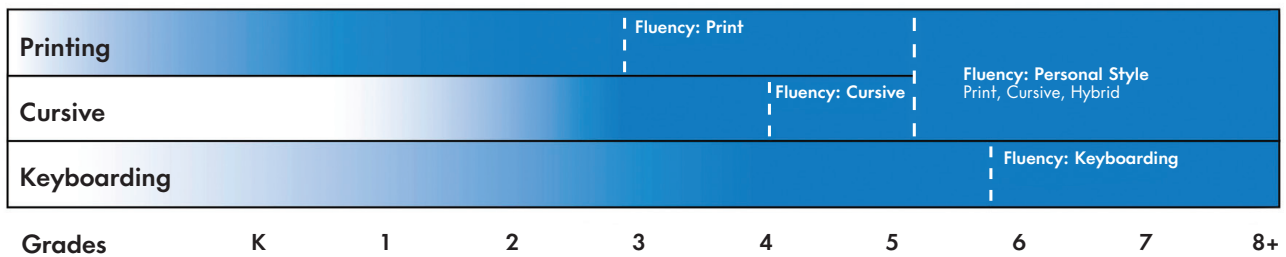 Printing
Fluency: Print
Cursive
Fluency: Cursive
Fluency: Personal Style
Print, Cursive, Hybrid
Keyboarding
Fluency: Keyboarding
Grades K 1 2 3 4 5 6 7 8+